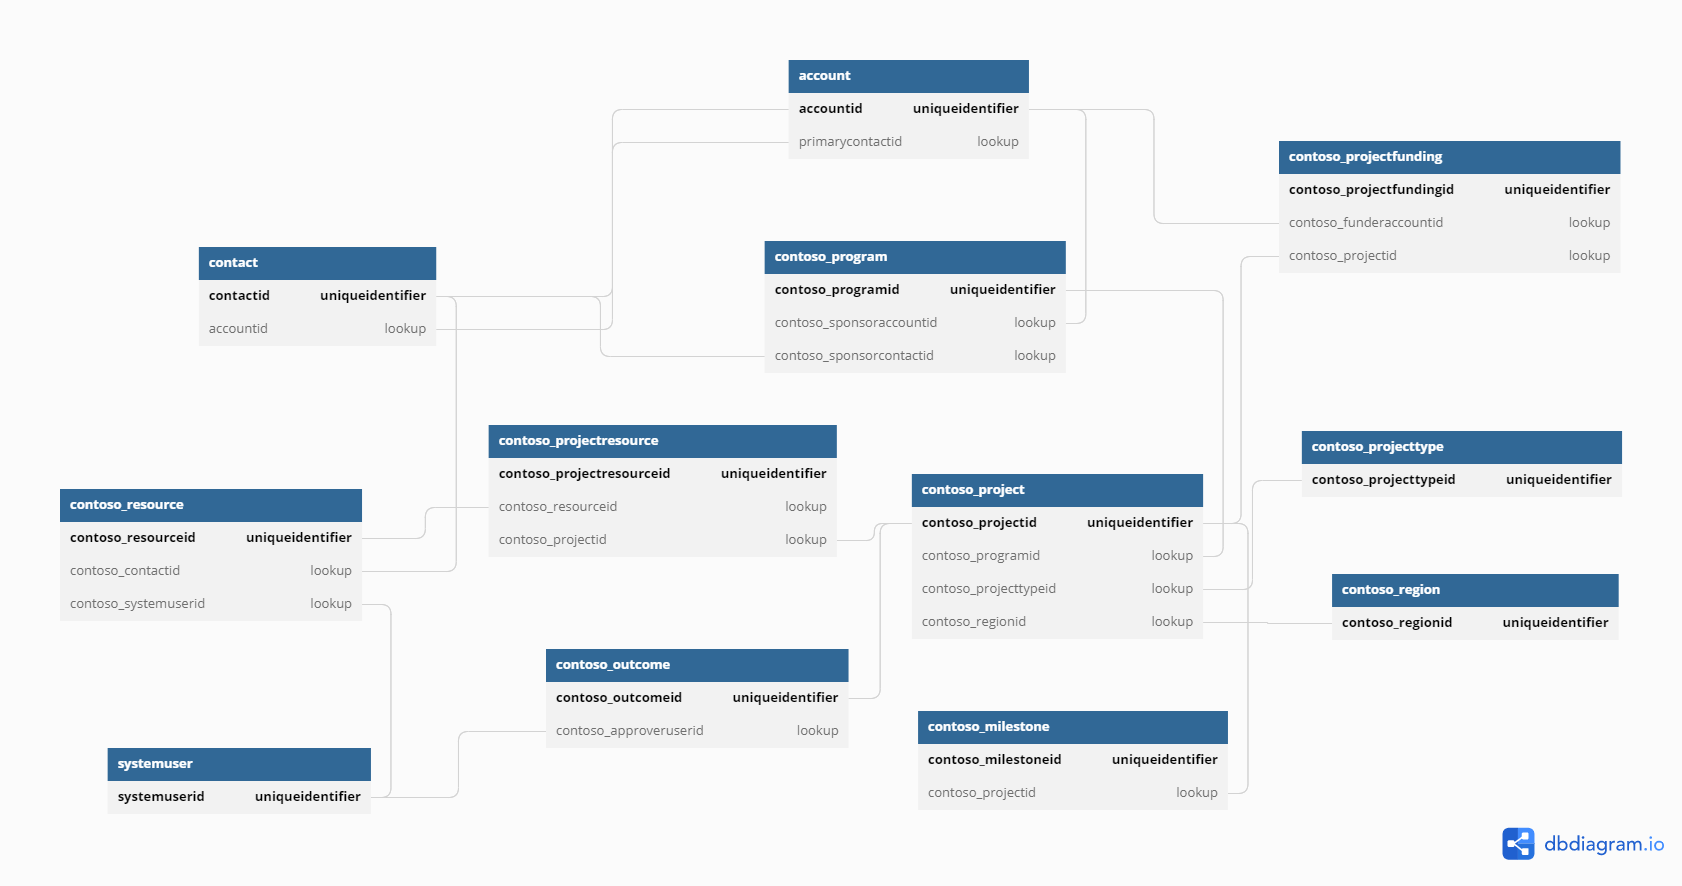 account
accountid uniqueidentifier
primarycontactid lookup
contoso_projectfunding
contoso_projectfundingid uniqueidentifier
contoso_funderaccountid lookup
contoso_projectid lookup
contact
contactid uniqueidentifier
accountid lookup
contoso_program
contoso_programid uniqueidentifier
contoso_sponsoraccountid lookup
contoso_sponsorcontactid lookup
contoso_projectresource
contoso_projectresourceid uniqueidentifier
contoso_resourceid lookup
contoso_projectid lookup
contoso_projecttype
contoso_projecttypeid uniqueidentifier
contoso_resource
contoso_resourceid uniqueidentifier
contoso_contactid lookup
contoso_systemuserid lookup
contoso_project
contoso_projectid uniqueidentifier
contoso_programid lookup
contoso_projecttypeid lookup
contoso_regionid lookup
contoso_region
contoso_regionid uniqueidentifier
contoso_outcome
contoso_outcomeid uniqueidentifier
contoso_approveruserid lookup
contoso_milestone
contoso_milestoneid uniqueidentifier
contoso_projectid lookup
systemuser
systemuserid uniqueidentifier
dbdiagram.io